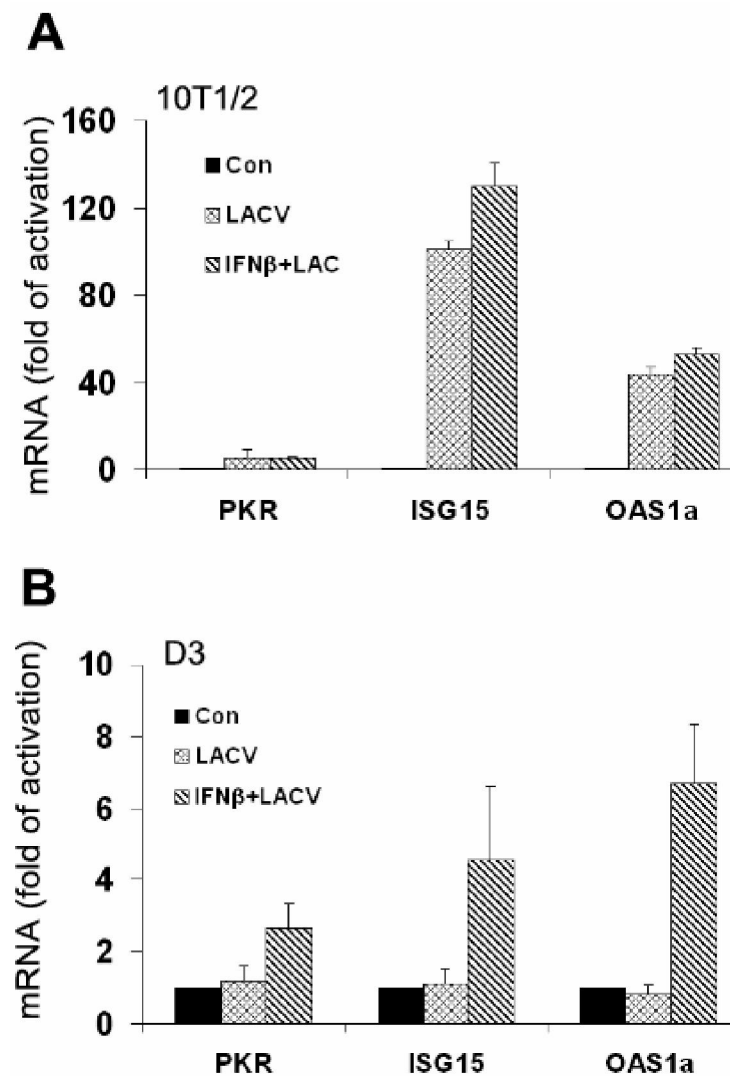 A
10T1/2
mRNA (fold of activation)
160
120
80
40
0
Con
LACV
IFNβ+LAC
PKR ISG15 OAS1a
B
D3
mRNA (fold of activation)
10
8
6
4
2
0
Con
LACV
IFNβ+LACV
PKR ISG15 OAS1a